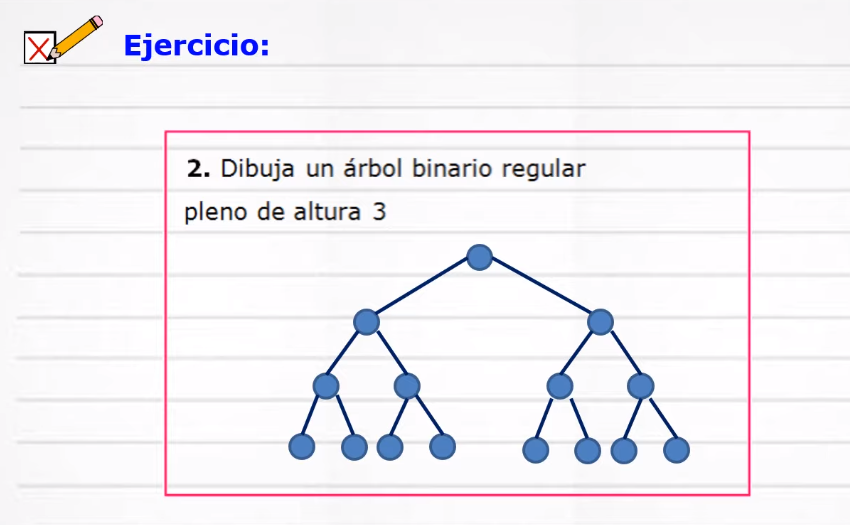 Ejercicio:
2. Dibuja un árbol binario regular
pleno de altura 3